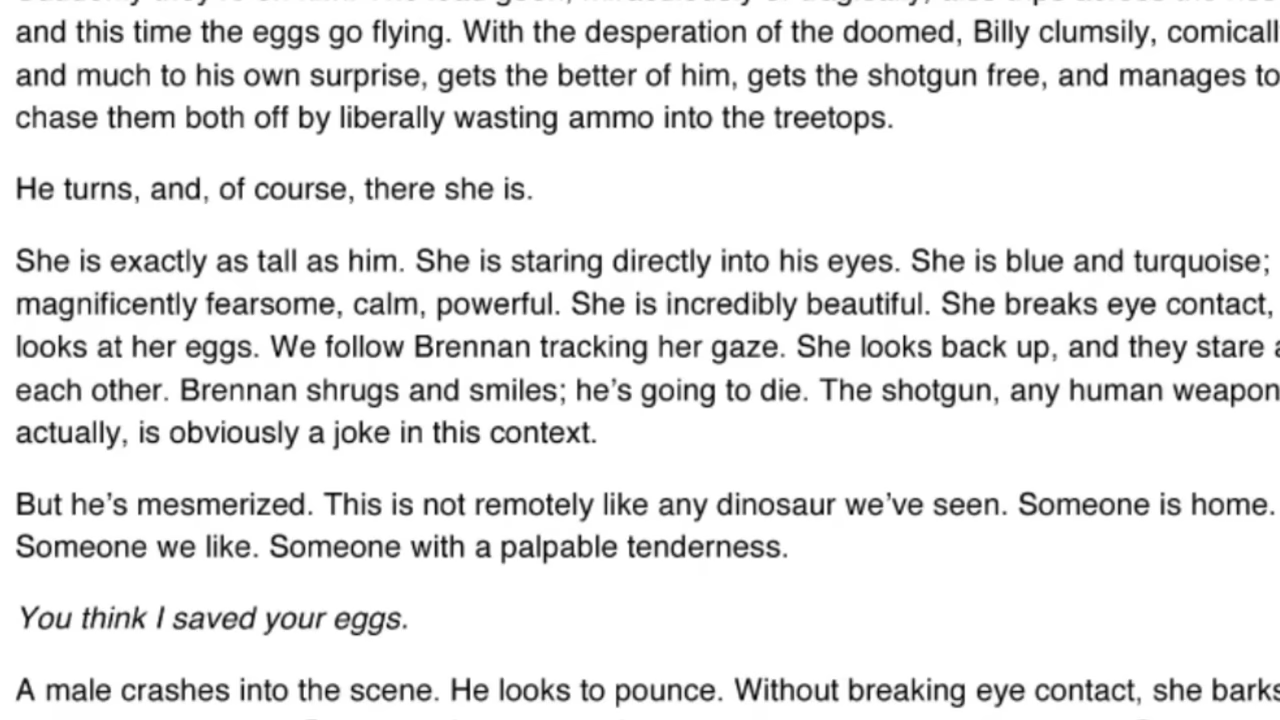 and this time the eggs go flying. With the desperation of the doomed, Billy clumsily, comicall
and much to his own surprise, gets the better of him, gets the shotgun free, and manages to
chase them both off by liberally wasting ammo into the treetops.
He turns, and, of course, there she is.
She is exactly as tall as him. She is staring directly into his eyes. She is blue and turquoise;
magnificently fearsome, calm, powerful. She is incredibly beautiful. She breaks eye contact,
looks at her eggs. We follow Brennan tracking her gaze. She looks back up, and they stare a
each other. Brennan shrugs and smiles; he’s going to die. The shotgun, any human weapon
actually, is obviously a joke in this context.
But he’s mesmerized. This is not remotely like any dinosaur we’ve seen. Someone is home.
Someone we like. Someone with a palpable tenderness.
You think I saved your eggs.
A male crashes into the scene. He looks to pounce. Without breaking eye contact, she barks